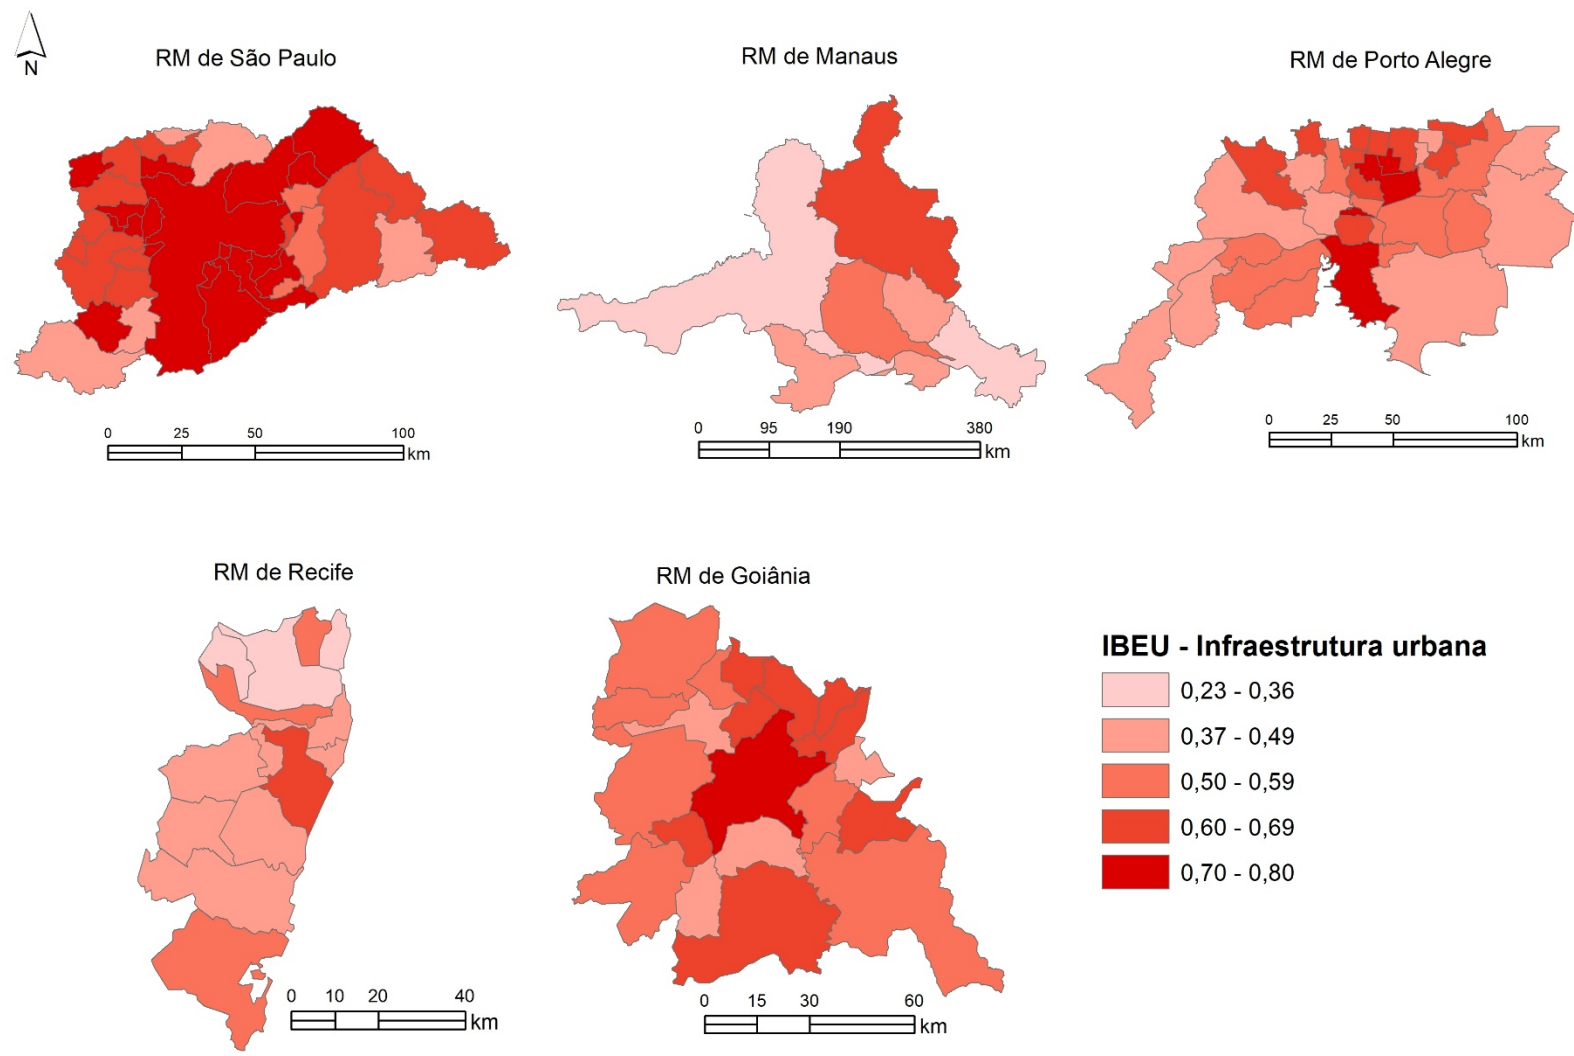 N
RM de São Paulo
RM de Manaus
RM de Porto Alegre
0 25 50 100
km
0 95 190 380
km
0 25 50 100
km
RM de Recife
RM de Goiânia
IBEU - Infraestrutura urbana
0,23 - 0,36
0,37 - 0,49
0,50 - 0,59
0,60 - 0,69
0,70 - 0,80
0 10 20 40
km
0 15 30 60
km